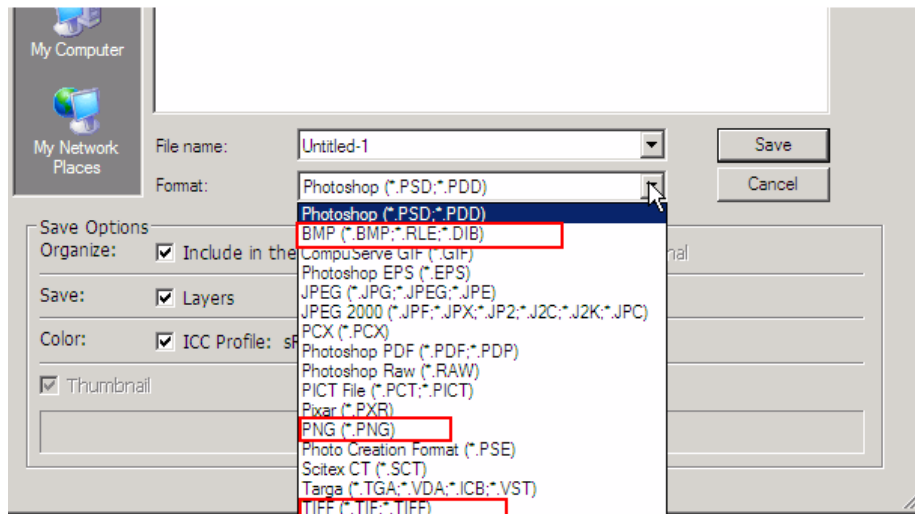 My Computer
My Network
Places
File name: Untitled-1 Save
Format: Photoshop (*.PSD;*.PDD) Cancel
Photoshop (*.PSD;*.PDD)
Save Options BMP (*.BMP;*.RLE;*.DIB)
Organize: Include in the CompuServe GIF (*.GIF)
Photoshop EPS (*.EPS)
Save: Layers JPEG (*.JPG;*.JPEG;*.JPE)
JPEG 2000 (*.JPF;*.JPX;*.JP2;*.J2C;*.J2K;*.JPC)
PCX (*.PCX)
Color: ICC Profile: Photoshop PDF (*.PDF;*.PDP)
Photoshop Raw (*.RAW)
Thumbnail PICT File (*.PCT;*.PICT)
Pixar (*.PXR)
PNG (*.PNG)
Photo Creation Format (*.PSE)
Scitex CT (*.SCT)
Targa (*.TGA;*.VDA;*.ICB;*.VST)
TIFF (*.TIF;*.TIFF)